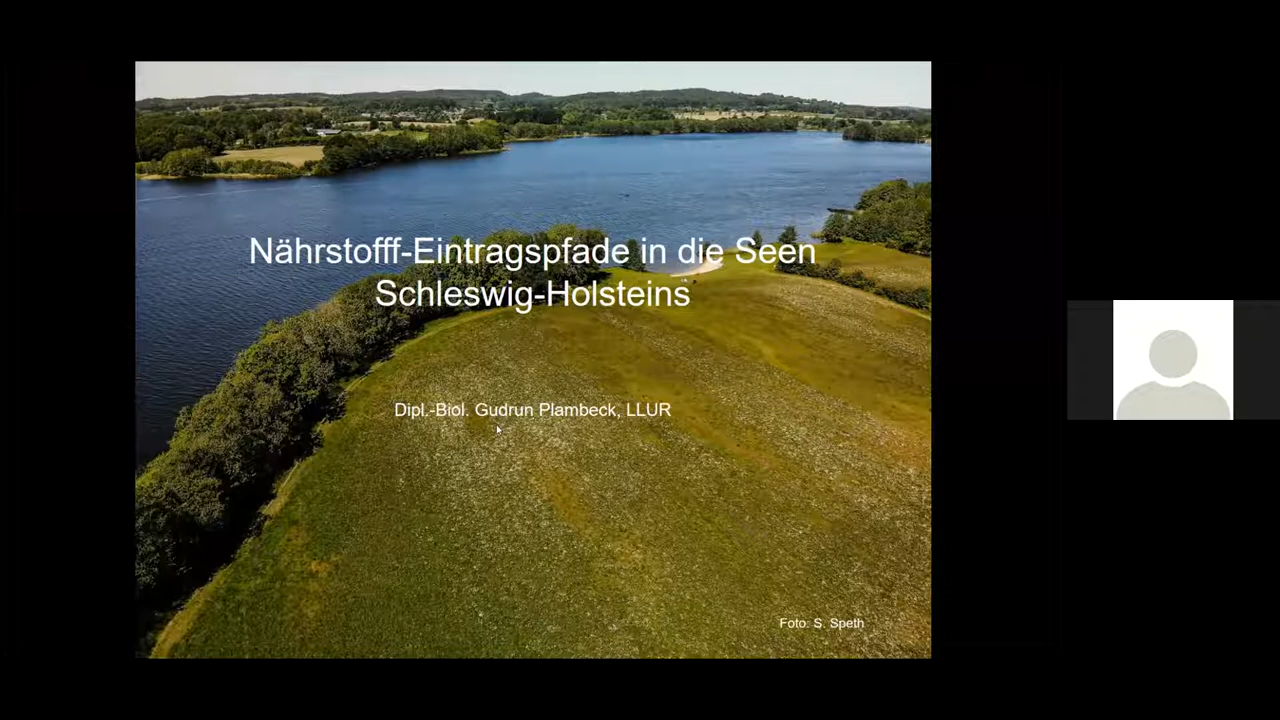 Nährstofff-Eintragspfade in die Seen
Schleswig-Holsteins
Dipl.-Biol. Gudrun Plambeck, LLUR
Foto: S. Speth